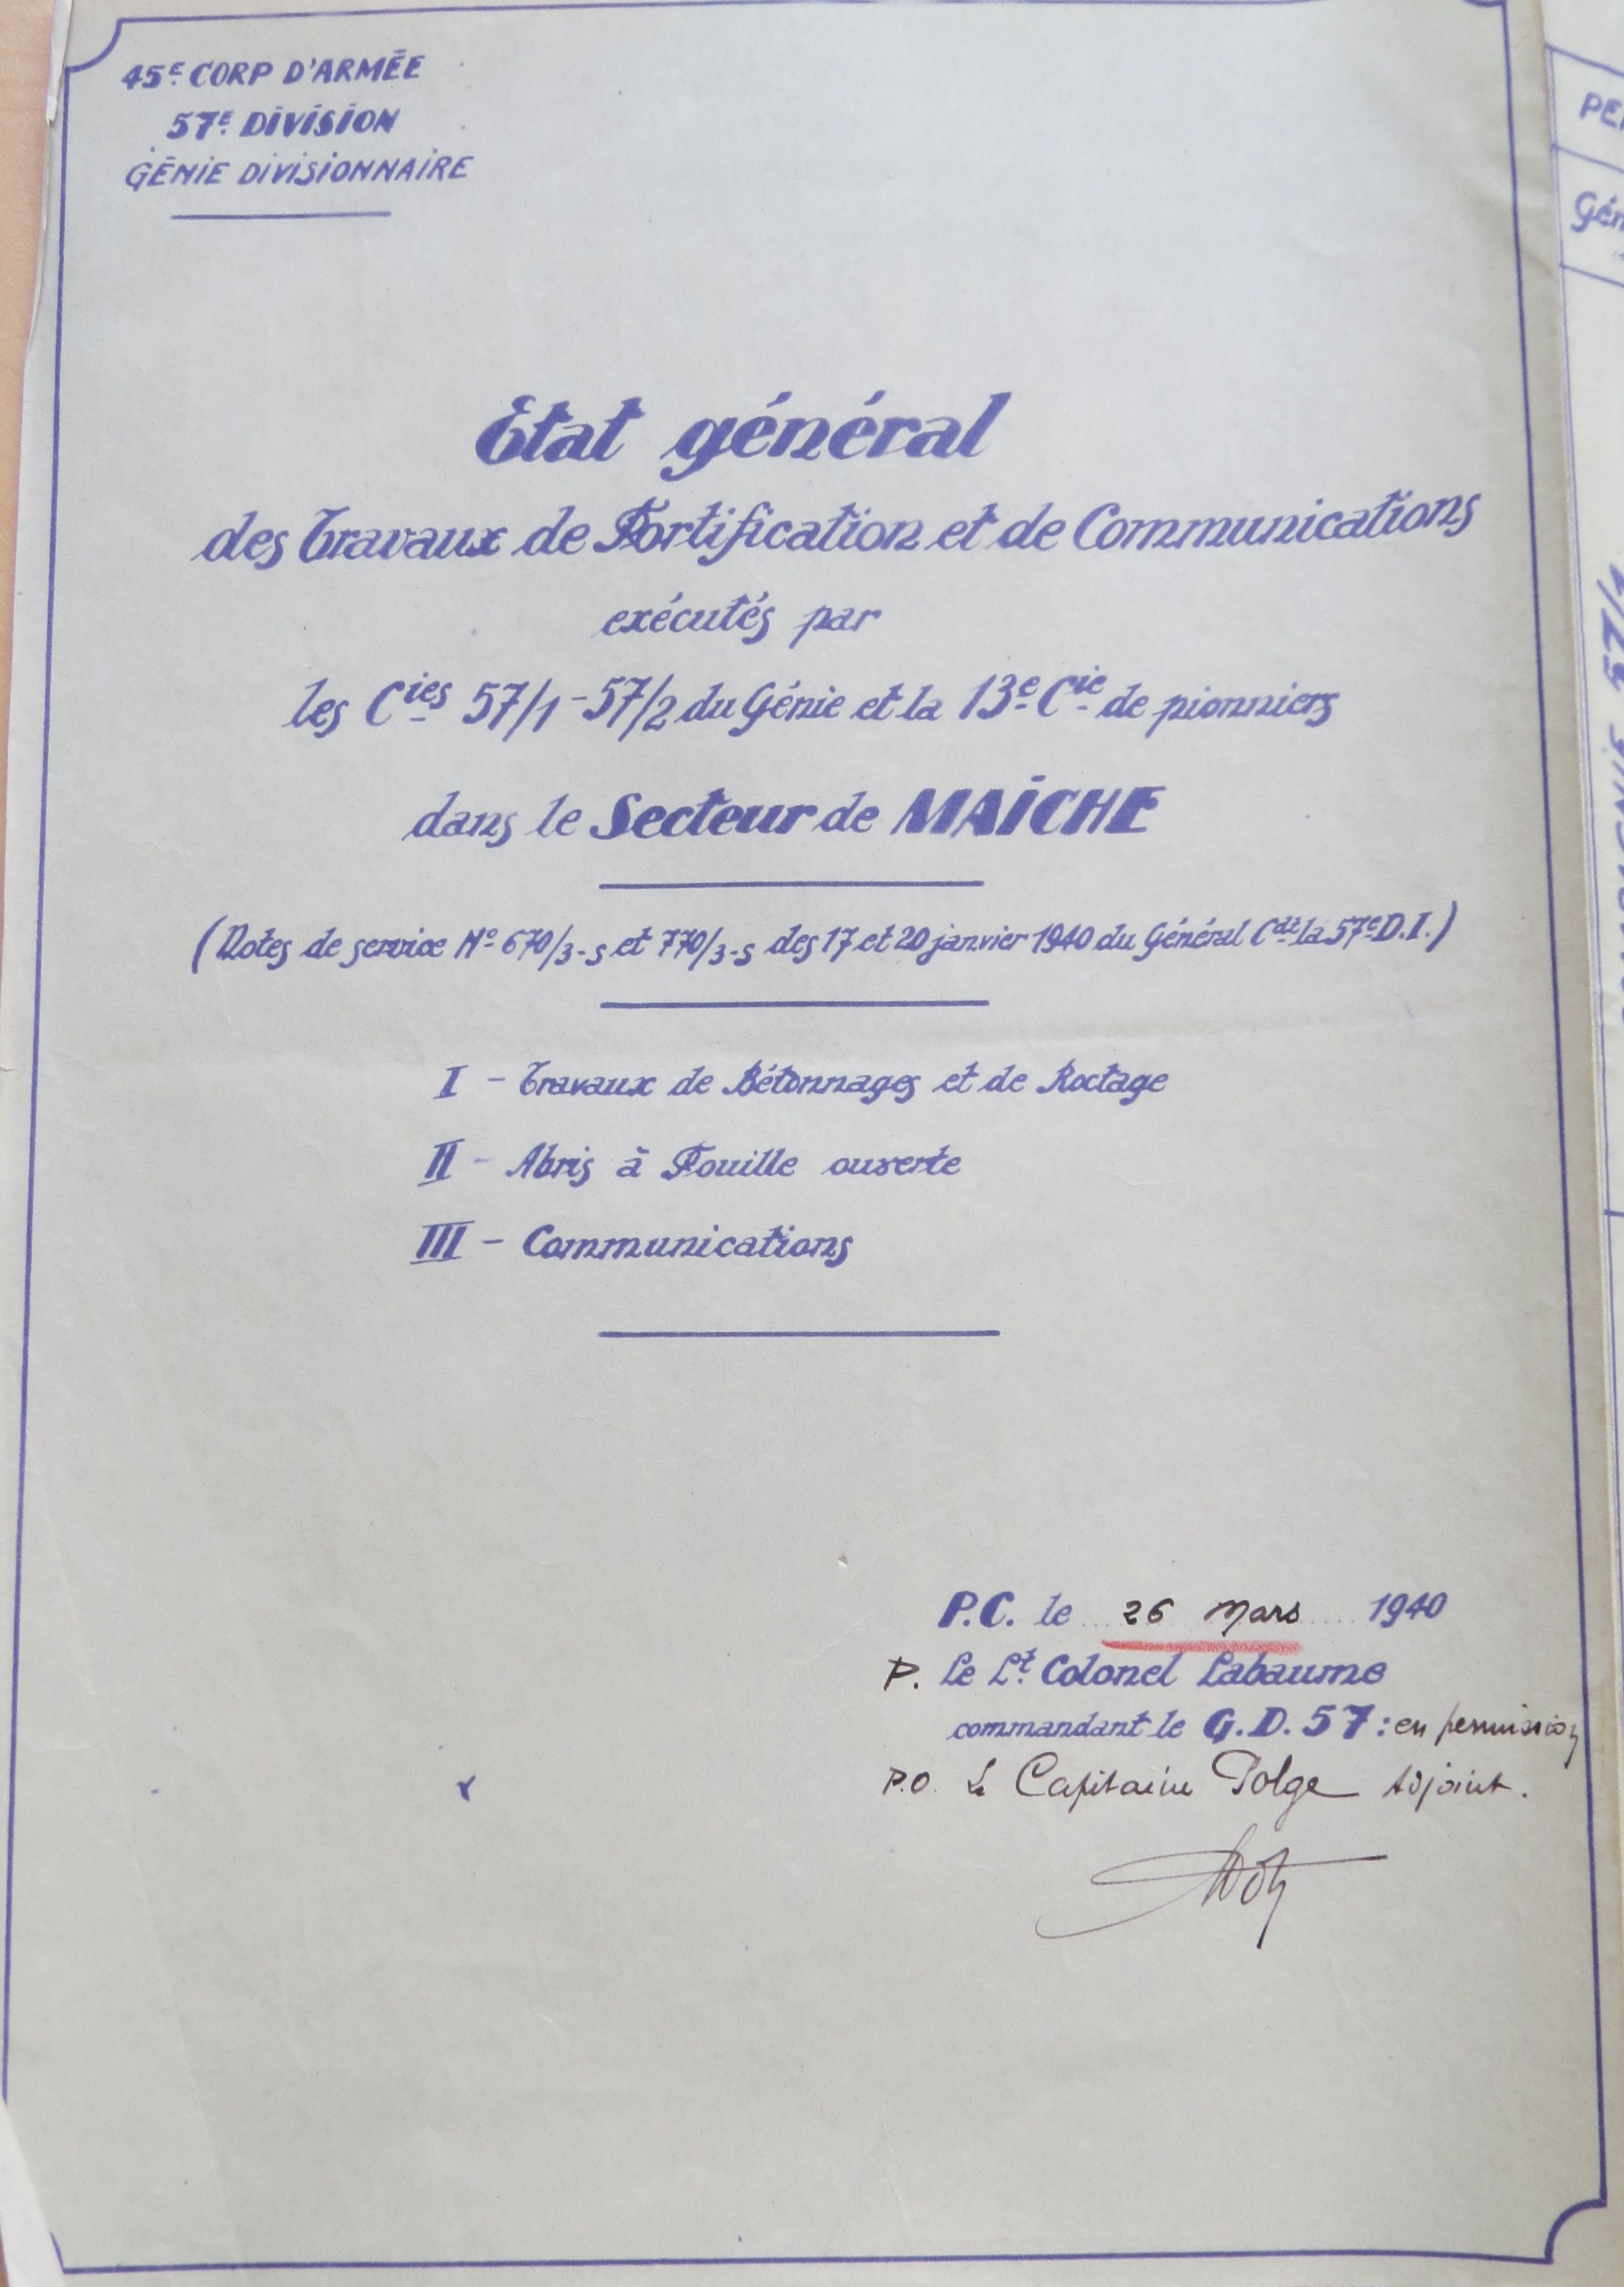 45ᴱ CORP D'ARMÉE
57ᴱ DIVISION
GÉNIE DIVISIONNAIRE
Etat général
des Travaux de Fortification et de Communications
exécutés par
les Cⁱᵉˢ 57/1 - 57/2 du Génie et la 13ᵉ Cⁱᵉ de pionniers
dans le Secteur de MAÎCHE
(Notes de service Nº 670/3-S et 770/3-S des 17 et 20 janvier 1940 du Général Cᵈᵗ la 57ᵉ D.I.)
I - Travaux de Bétonnages et de Roctage
II - Abris à Fouille ouverte
III - Communications
P.C. le 26 Mars 1940
P. Le Lᵗ Colonel Labaume
commandant le G.D. 57 : en permission
P.O. Le Capitaine Polge Adjoint.
Gén
57/1